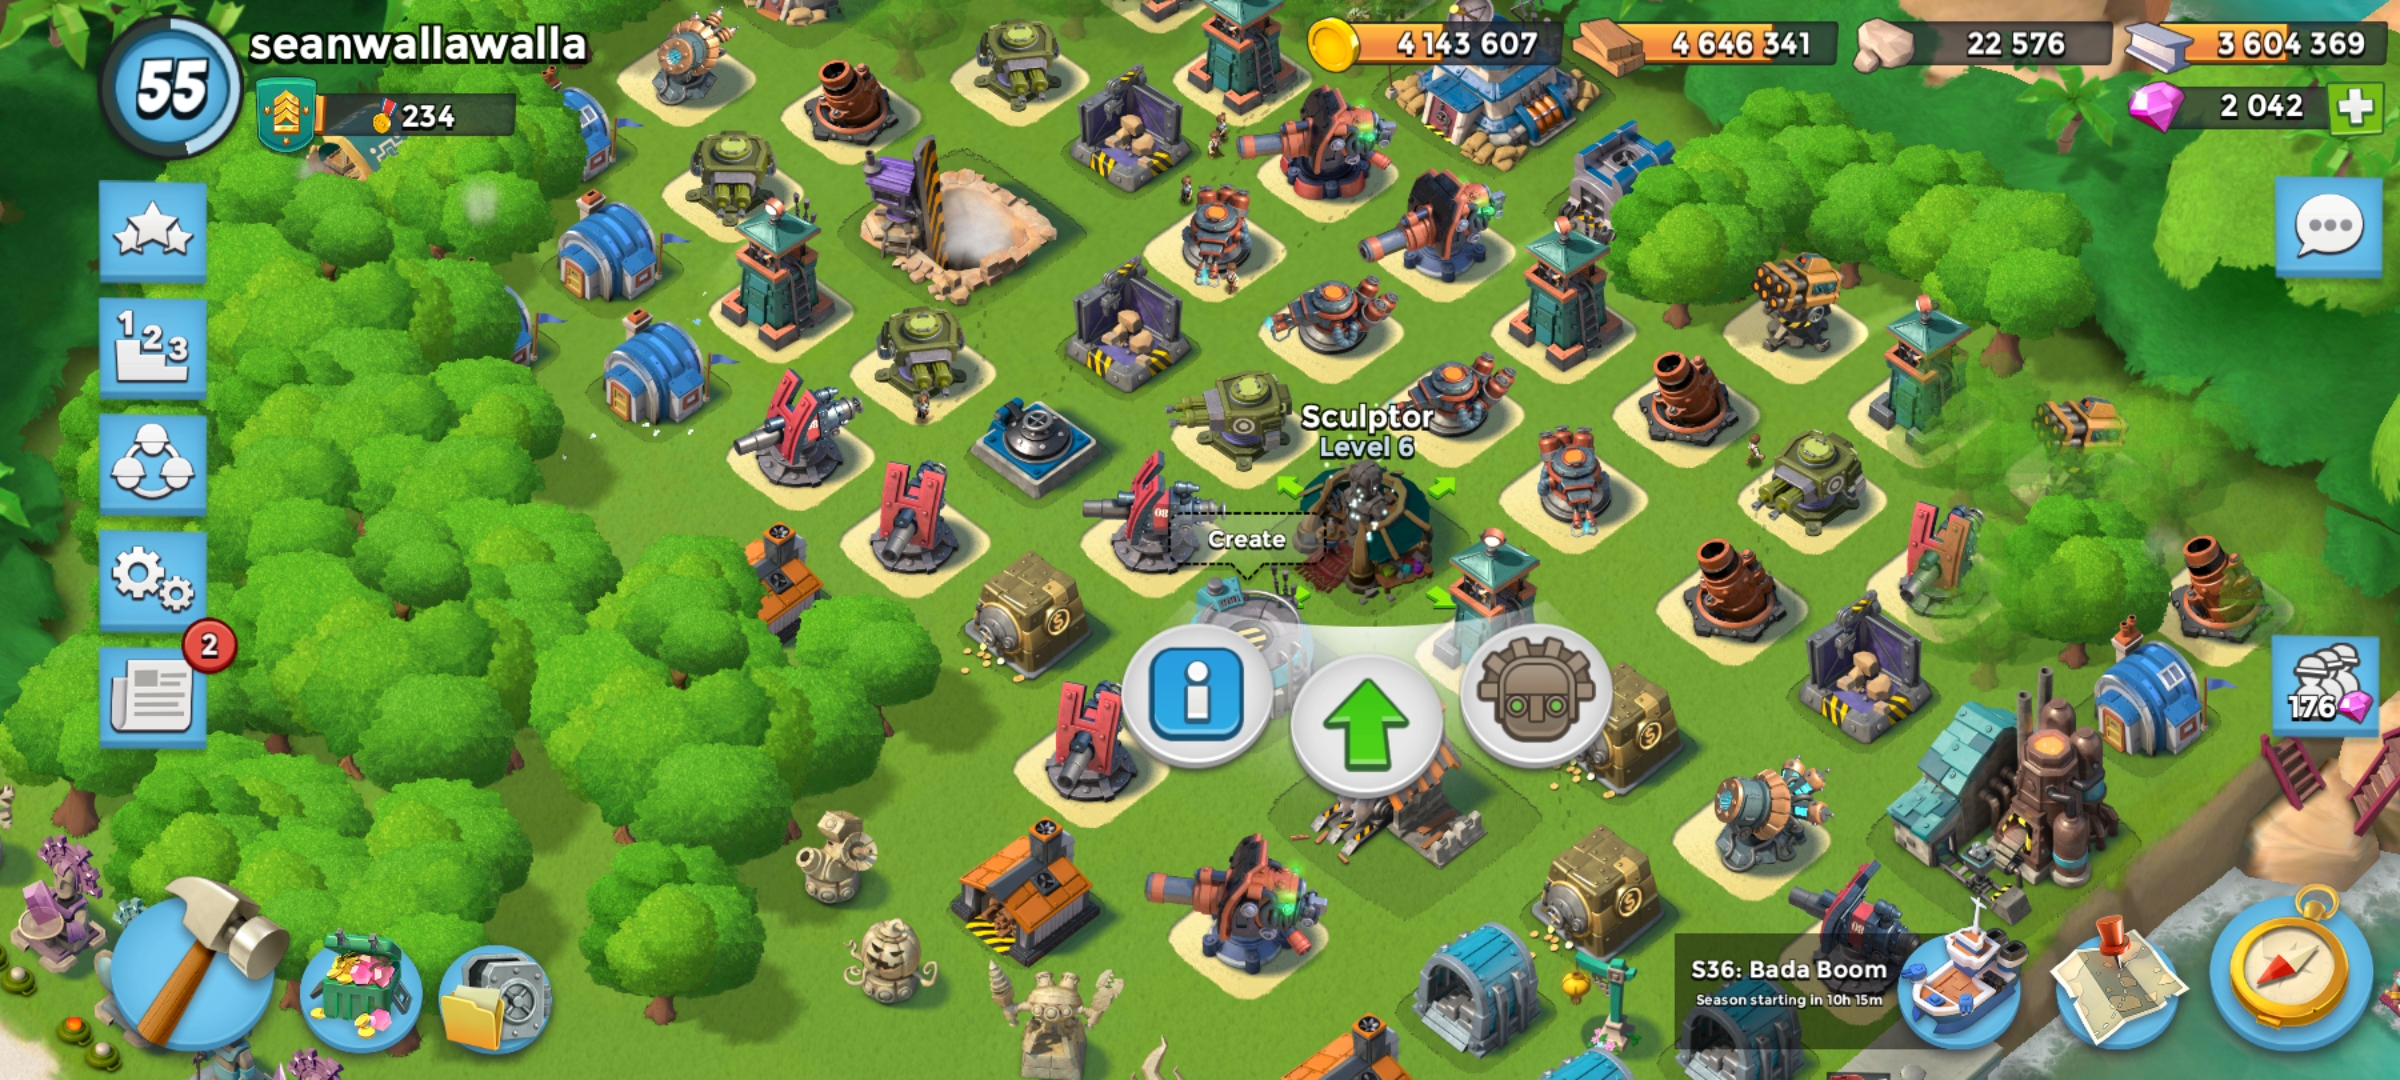 55
seanwallawalla
234
4 143 607
4 646 341
22 576
3 604 369
2 042
123
Sculptor
Level 6
Create
2
176
S36: Bada Boom
Season starting in 10h 15m